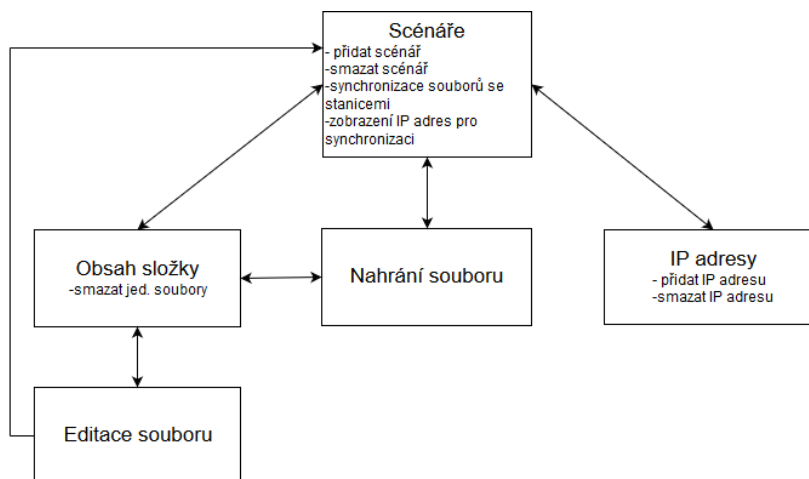 Scénáře
- přidat scénář
-smazat scénář
-synchronizace souborů se
stanicemi
-zobrazení IP adres pro
synchronizaci
Obsah složky
-smazat jed. soubory
Nahrání souboru
IP adresy
- přidat IP adresu
-smazat IP adresu
Editace souboru